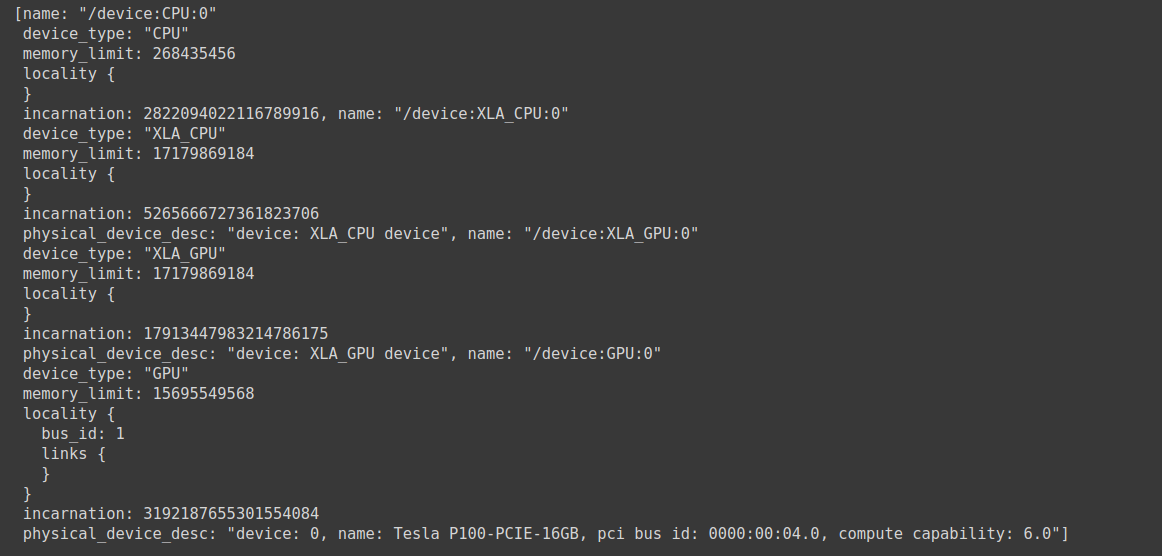 [name: "/device:CPU:0"
device_type: "CPU"
memory_limit: 268435456
locality {
}
incarnation: 2822094022116789916, name: "/device:XLA_CPU:0"
device_type: "XLA_CPU"
memory_limit: 17179869184
locality {
}
incarnation: 5265666727361823706
physical_device_desc: "device: XLA_CPU device", name: "/device:XLA_GPU:0"
device_type: "XLA_GPU"
memory_limit: 17179869184
locality {
}
incarnation: 17913447983214786175
physical_device_desc: "device: XLA_GPU device", name: "/device:GPU:0"
device_type: "GPU"
memory_limit: 15695549568
locality {
bus_id: 1
links {
}
}
incarnation: 3192187655301554084
physical_device_desc: "device: 0, name: Tesla P100-PCIE-16GB, pci bus id: 0000:00:04.0, compute capability: 6.0"]